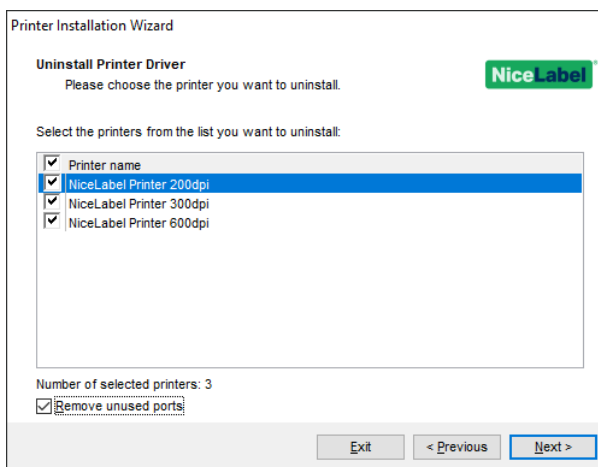 Printer Installation Wizard
Uninstall Printer Driver
Please choose the printer you want to uninstall.
NiceLabel®
Select the printers from the list you want to uninstall:
Printer name
NiceLabel Printer 200dpi
NiceLabel Printer 300dpi
NiceLabel Printer 600dpi
Number of selected printers: 3
Remove unused ports
Exit < Previous Next >